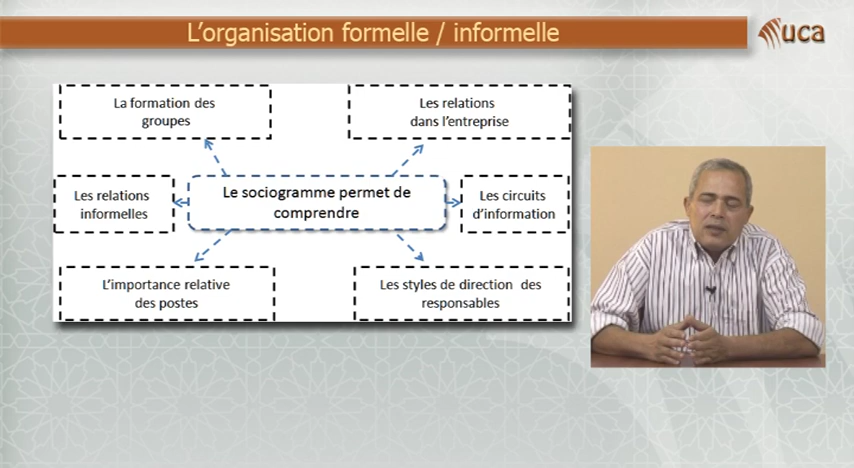 L'organisation formelle / informelle
uca
La formation des
groupes
Les relations
dans l'entreprise
Les relations
informelles
Le sociogramme permet de
comprendre
Les circuits
d'information
L'importance relative
des postes
Les styles de direction des
responsables